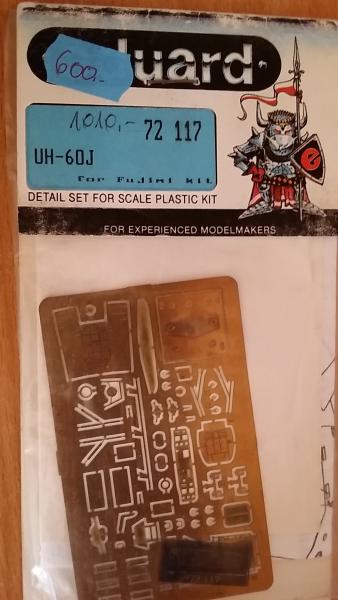 600.-
eduard
1010,-
72 117
UH-60J
for Fujimi kit
DETAIL SET FOR SCALE PLASTIC KIT
e
FOR EXPERIENCED MODELMAKERS